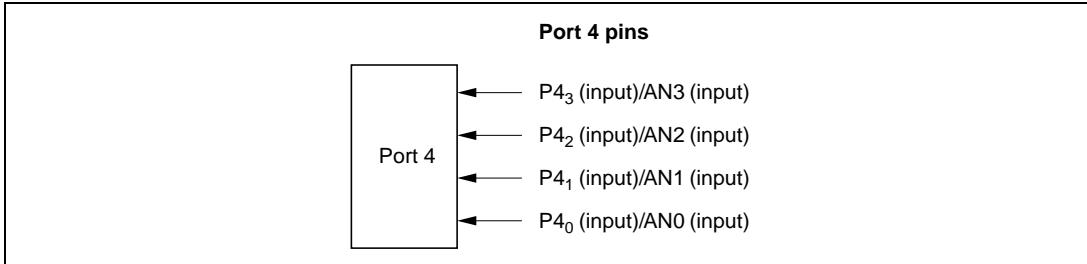 Port 4 pins
P4₃ (input)/AN3 (input)
P4₂ (input)/AN2 (input)
Port 4
P4₁ (input)/AN1 (input)
P4₀ (input)/AN0 (input)